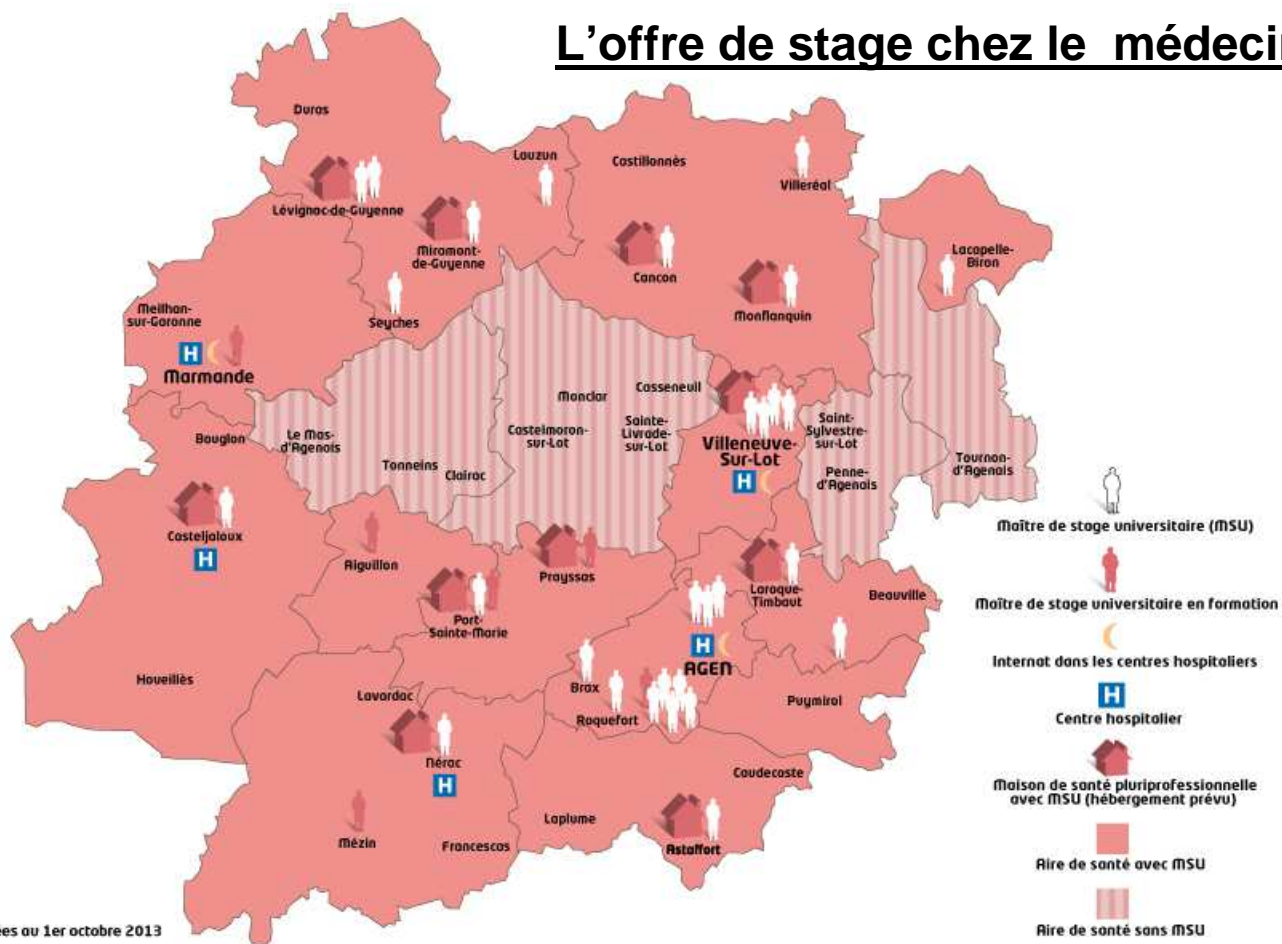 L'offre de stage chez le médecin
Duras
Lauzun
Castillonnès
Villeréal
Lévignac-de-Guyenne
Miramont-
de-Guyenne
Cancon
Lacapelle-
Biron
Monflanquin
Seyches
Meilhan-
sur-Garonne
H
Marmande
Bouglon
Le Mas-
d'Agenais
Tonneins
Clairac
Monclar
Casseneuil
Castelmoron-
sur-Lot
Sainte-
Livrade-
sur-Lot
Villeneuve-
Sur-Lot
H
Saint-
Sylvestre-
sur-Lot
Penne-
d'Agenais
Tournon-
d'Agenais
Casteljaloux
H
Aiguillon
Prayssas
Port-
Sainte-Marie
Laroque-
Timbaut
Beauville
H
AGEN
Houeillès
Lavardac
Brax
Roquefort
Puymirol
Nérac
H
Mézin
Francescas
Laplume
Caudecoste
Astaffort
Maître de stage universitaire (MSU)
Maître de stage universitaire en formation
Internat dans les centres hospitaliers
H
Centre hospitalier
Maison de santé pluriprofessionnelle
avec MSU (hébergement prévu)
Aire de santé avec MSU
Aire de santé sans MSU
ées au 1er octobre 2013